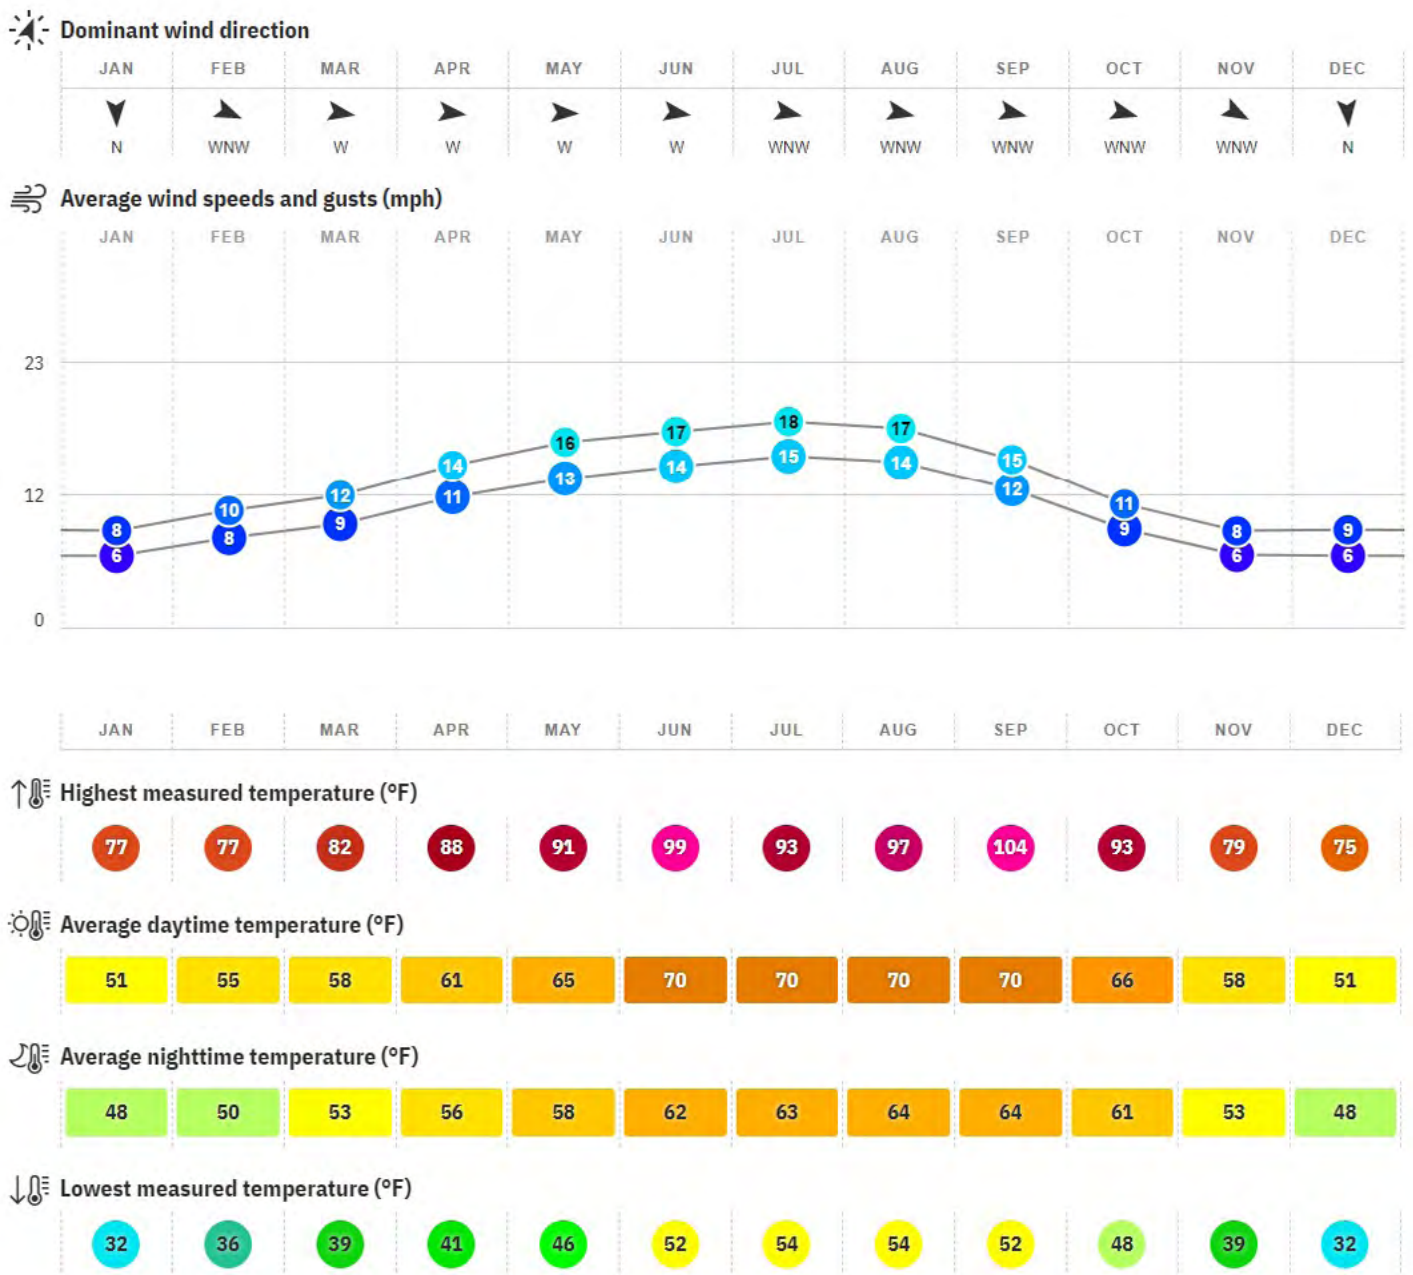 Dominant wind direction
JAN FEB MAR APR MAY JUN JUL AUG SEP OCT NOV DEC
N WNW W W W W WNW WNW WNW WNW WNW N
Average wind speeds and gusts (mph)
JAN FEB MAR APR MAY JUN JUL AUG SEP OCT NOV DEC
23
8 10 12 14 16 17 18 17 15 11 8 9
12
6 8 9 11 13 14 15 14 12 9 6 6
0
JAN FEB MAR APR MAY JUN JUL AUG SEP OCT NOV DEC
Highest measured temperature (°F)
77 77 82 88 91 99 93 97 104 93 79 75
Average daytime temperature (°F)
51 55 58 61 65 70 70 70 70 66 58 51
Average nighttime temperature (°F)
48 50 53 56 58 62 63 64 64 61 53 48
Lowest measured temperature (°F)
32 36 39 41 46 52 54 54 52 48 39 32